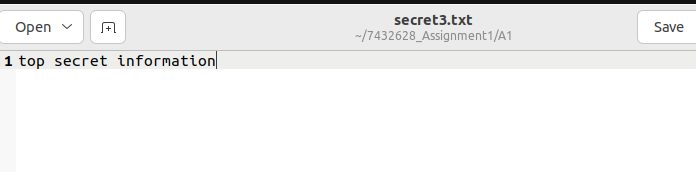 Open
secret3.txt
~/7432628_Assignment1/A1
Save
1 top secret information